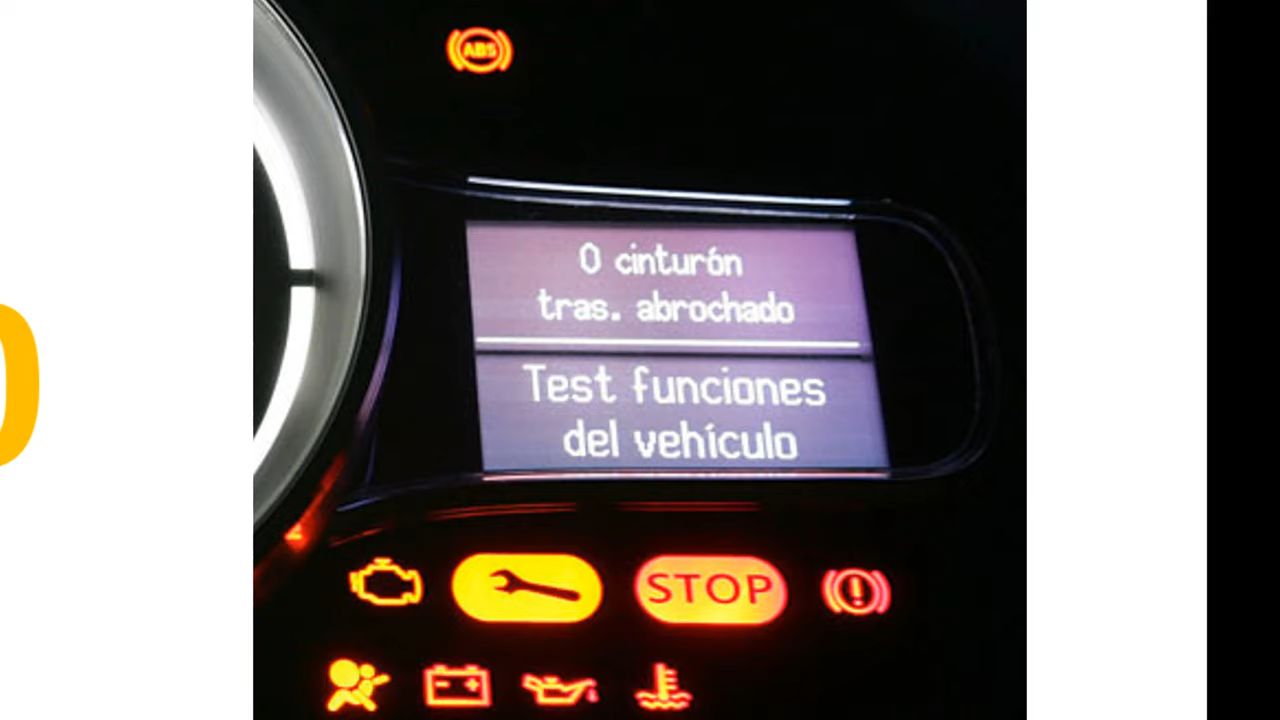 ABS
0 cinturón
tras. abrochado
Test funciones
del vehículo
STOP